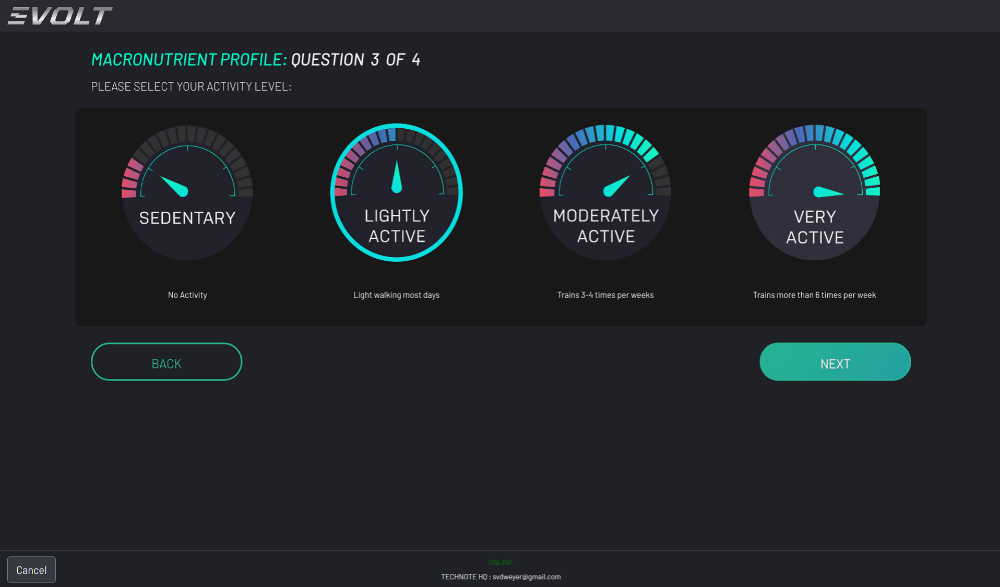 EVOLT
MACRONUTRIENT PROFILE: QUESTION 3 OF 4
PLEASE SELECT YOUR ACTIVITY LEVEL:
SEDENTARY
No Activity
LIGHTLY
ACTIVE
Light walking most days
MODERATELY
ACTIVE
Trains 3-4 times per weeks
VERY
ACTIVE
Trains more than 6 times per week
BACK
NEXT
Cancel
ONLINE
TECHNOTE HQ : svdweyer@gmail.com